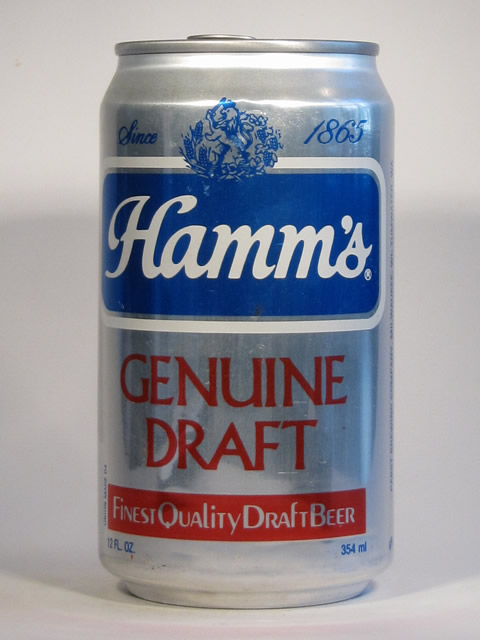 Since 1865
Hamm's®
GENUINE
DRAFT
FINEST QUALITY DRAFT BEER
12 FL. OZ. 354 ml